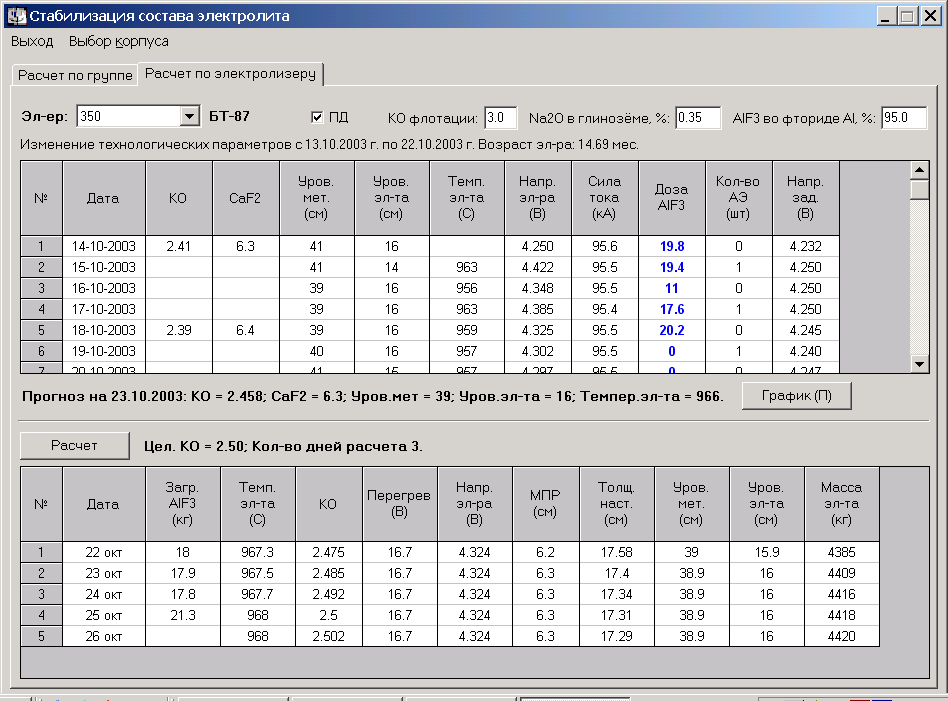 Стабилизация состава электролита
Выход Выбор корпуса
Расчет по группе Расчет по электролизеру
Эл-ер: 350 БТ-87 ПД КО флотации: 3.0 Na2O в глинозёме, %: 0.35 AlF3 во фториде Al, %: 95.0
Изменение технологических параметров с 13.10.2003 г. по 22.10.2003 г. Возраст эл-ра: 14.69 мес.
№ Дата КО CaF2 Уров. мет. (см) Уров. эл-та (см) Темп. эл-та (С) Напр. эл-ра (В) Сила тока (кА) Доза AlF3 Кол-во АЭ (шт) Напр. зад. (В)
1 14-10-2003 2.41 6.3 41 16 4.250 95.6 19.8 0 4.232
2 15-10-2003 41 14 963 4.422 95.5 19.4 1 4.250
3 16-10-2003 39 16 956 4.348 95.5 11 0 4.250
4 17-10-2003 39 16 963 4.385 95.4 17.6 1 4.250
5 18-10-2003 2.39 6.4 39 16 959 4.325 95.5 20.2 0 4.245
6 19-10-2003 40 16 957 4.302 95.5 0 1 4.240
7 20-10-2003 41 16 957 4.297 95.6 0 0 4.247
Прогноз на 23.10.2003: КО = 2.458; CaF2 = 6.3; Уров.мет = 39; Уров.эл-та = 16; Темпер.эл-та = 966. График (П)
Расчет Цел. КО = 2.50; Кол-во дней расчета 3.
№ Дата Загр. AlF3 (кг) Темп. эл-та (С) КО Перегрев (В) Напр. эл-ра (В) МПР (см) Толщ. наст. (см) Уров. мет. (см) Уров. эл-та (см) Масса эл-та (кг)
1 22 окт 18 967.3 2.475 16.7 4.324 6.2 17.58 39 15.9 4385
2 23 окт 17.9 967.5 2.485 16.7 4.324 6.3 17.4 38.9 16 4409
3 24 окт 17.8 967.7 2.492 16.7 4.324 6.3 17.34 38.9 16 4416
4 25 окт 21.3 968 2.5 16.7 4.324 6.3 17.31 38.9 16 4418
5 26 окт 968 2.502 16.7 4.324 6.3 17.29 38.9 16 4420